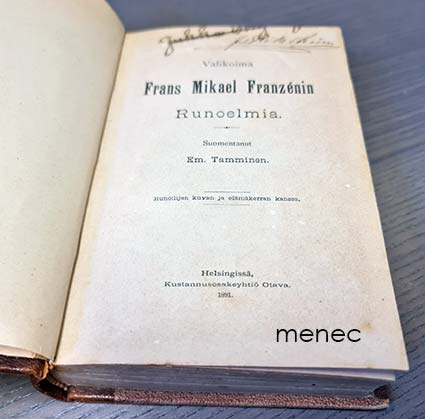 Valikoima
Frans Mikael Franzénin
Runoelmia.
Suomentanut
Em. Tamminen.
Runoilijan kuvan ja elämäkerran kanssa.
Helsingissä,
Kustannusosakeyhtiö Otava.
1891.
menec